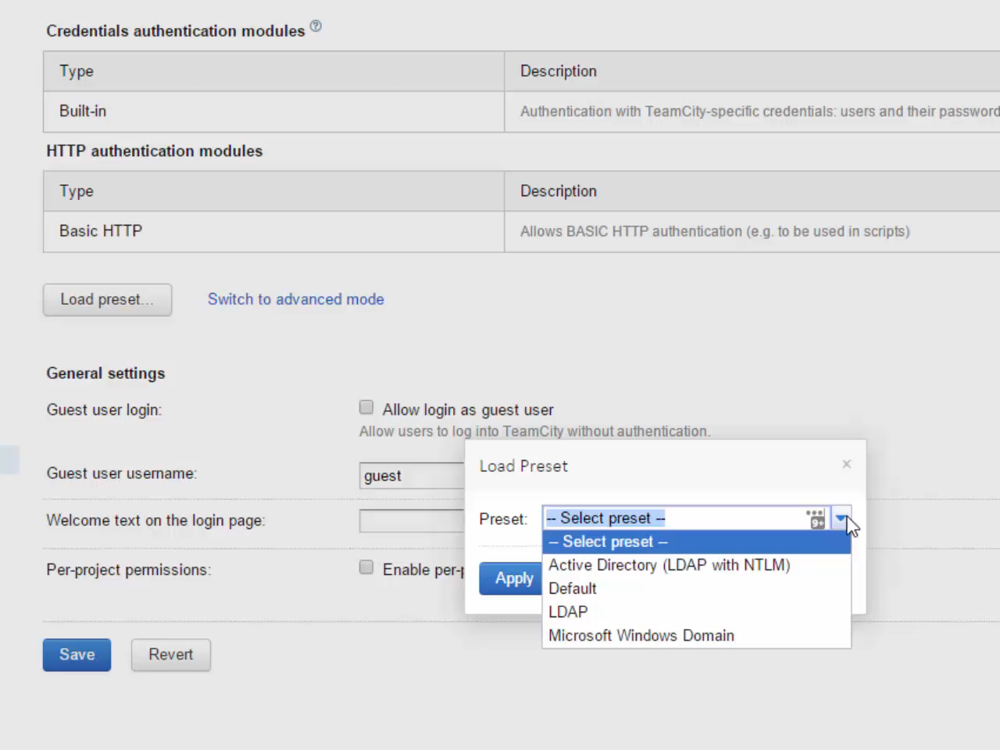 Credentials authentication modules ?
Type Description
Built-in Authentication with TeamCity-specific credentials: users and their password
HTTP authentication modules
Type Description
Basic HTTP Allows BASIC HTTP authentication (e.g. to be used in scripts)
Load preset... Switch to advanced mode
General settings
Guest user login: Allow login as guest user
Allow users to log into TeamCity without authentication.
Guest user username: guest
Welcome text on the login page:
Per-project permissions: Enable per-p
Save Revert
Load Preset ×
Preset: -- Select preset -- 9+
-- Select preset --
Active Directory (LDAP with NTLM)
Default
LDAP
Microsoft Windows Domain
Apply